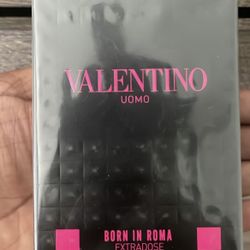 VALENTINO
UOMO
BORN IN ROMA
EXTRADOSE